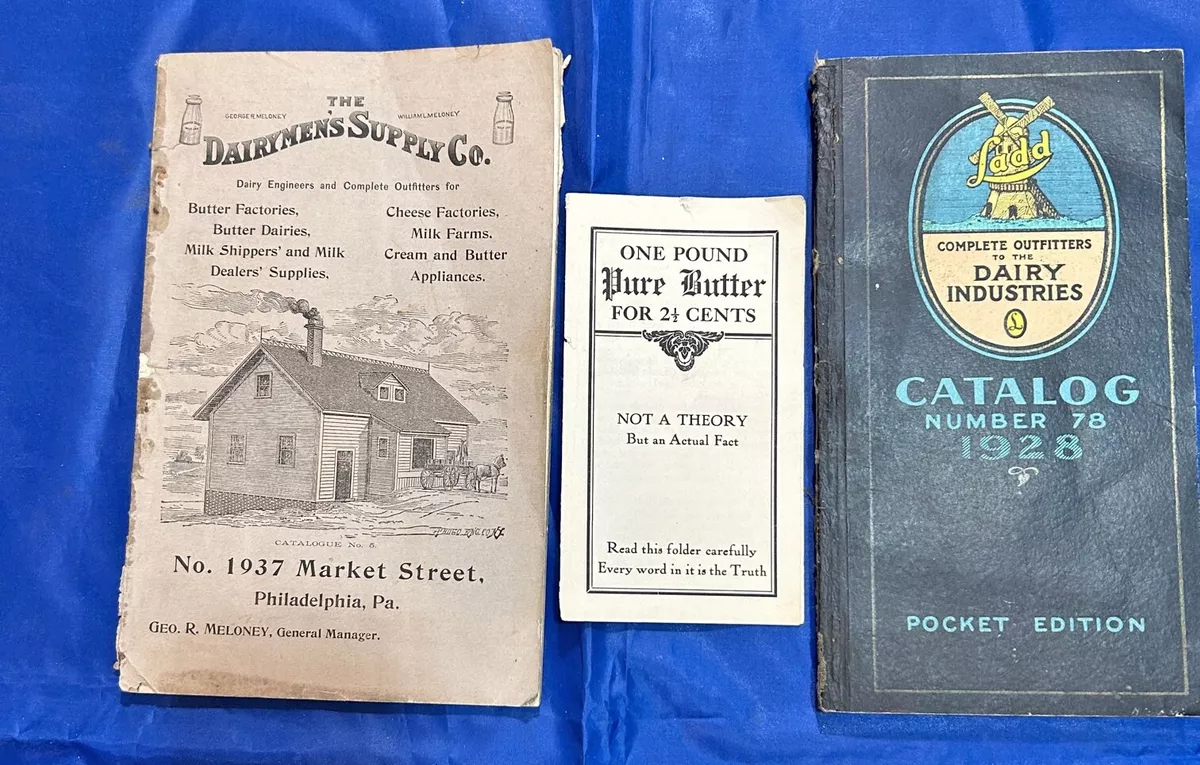 THE
GEORGE R. MELONEY
WILLIAM L. MELONEY
DAIRYMEN'S SUPPLY CO.
Dairy Engineers and Complete Outfitters for
Butter Factories,
Butter Dairies,
Milk Shippers' and Milk
Dealers' Supplies,
Cheese Factories,
Milk Farms,
Cream and Butter
Appliances.
CATALOGUE No. 5.
No. 1937 Market Street,
Philadelphia, Pa.
GEO. R. MELONEY, General Manager.
ONE POUND
Pure Butter
FOR 2½ CENTS
NOT A THEORY
But an Actual Fact
Read this folder carefully
Every word in it is the Truth
Ladd
COMPLETE OUTFITTERS
TO THE
DAIRY
INDUSTRIES
L
CATALOG
NUMBER 78
1928
POCKET EDITION